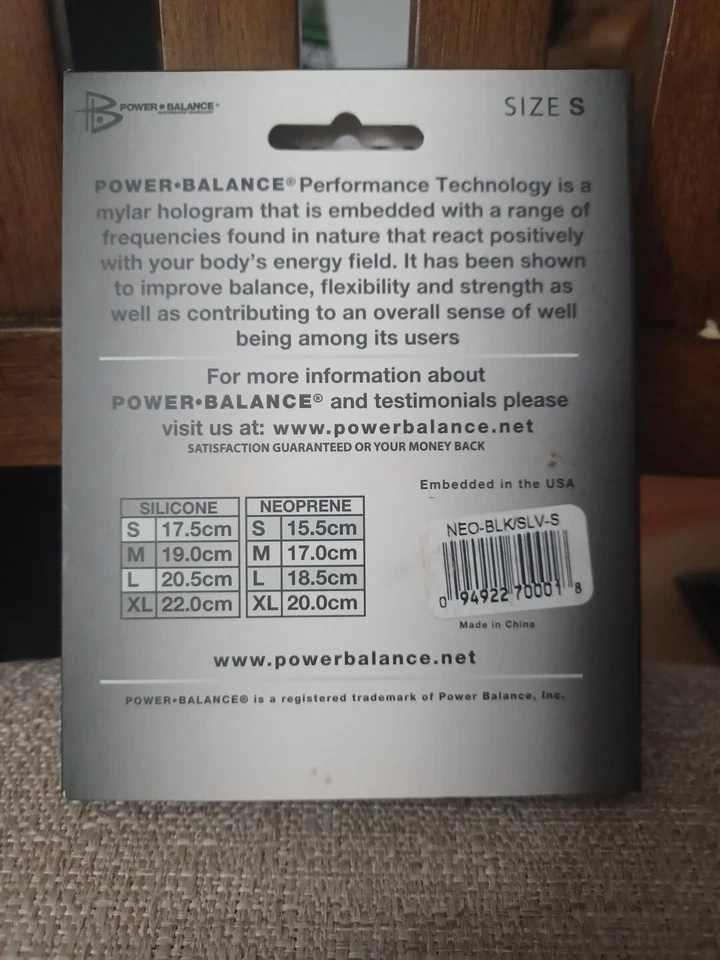 POWER•BALANCE®
PERFORMANCE TECHNOLOGY
SIZE S
POWER•BALANCE® Performance Technology is a
mylar hologram that is embedded with a range of
frequencies found in nature that react positively
with your body's energy field. It has been shown
to improve balance, flexibility and strength as
well as contributing to an overall sense of well
being among its users
For more information about
POWER•BALANCE® and testimonials please
visit us at: www.powerbalance.net
SATISFACTION GUARANTEED OR YOUR MONEY BACK
Embedded in the USA
SILICONE
S 17.5cm
M 19.0cm
L 20.5cm
XL 22.0cm
NEOPRENE
S 15.5cm
M 17.0cm
L 18.5cm
XL 20.0cm
NEO-BLK/SLV-S
0 94922 70001 8
Made in China
www.powerbalance.net
POWER•BALANCE® is a registered trademark of Power Balance, Inc.